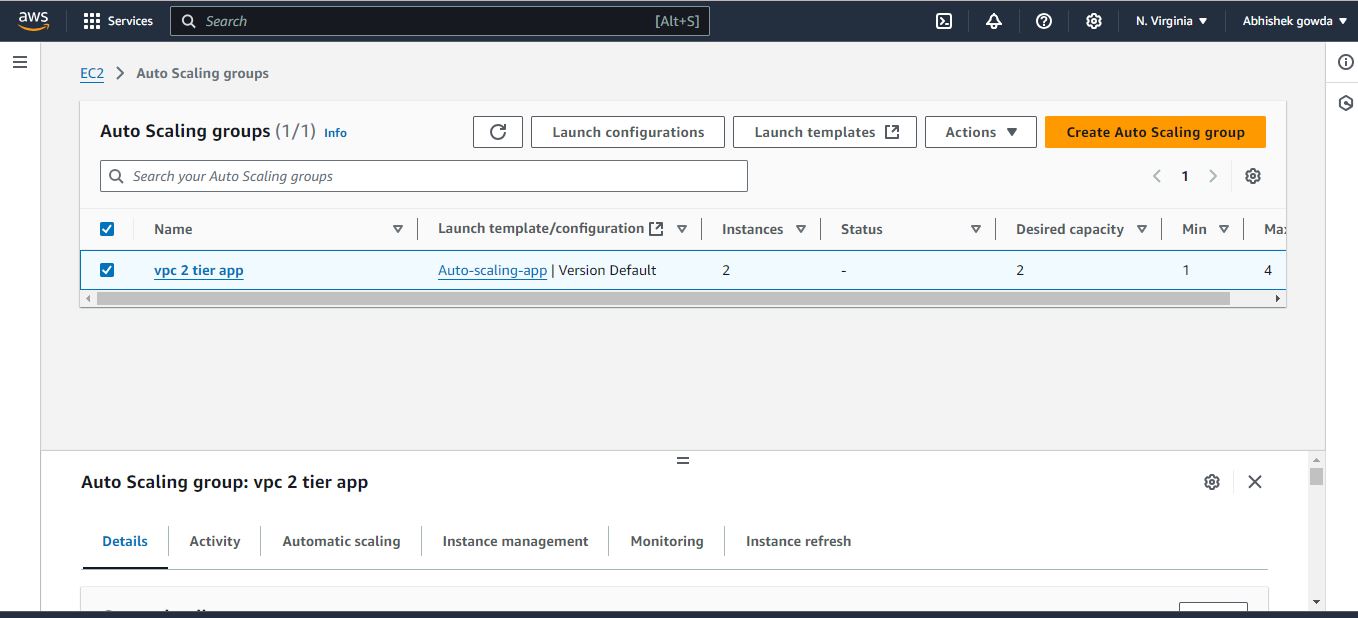 aws Services Search [Alt+S] N. Virginia Abhishek gowda
EC2 Auto Scaling groups
Auto Scaling groups (1/1) Info Launch configurations Launch templates Actions Create Auto Scaling group
Search your Auto Scaling groups 1
Name Launch template/configuration Instances Status Desired capacity Min Max
vpc 2 tier app Auto-scaling-app | Version Default 2 - 2 1 4
Auto Scaling group: vpc 2 tier app
Details Activity Automatic scaling Instance management Monitoring Instance refresh